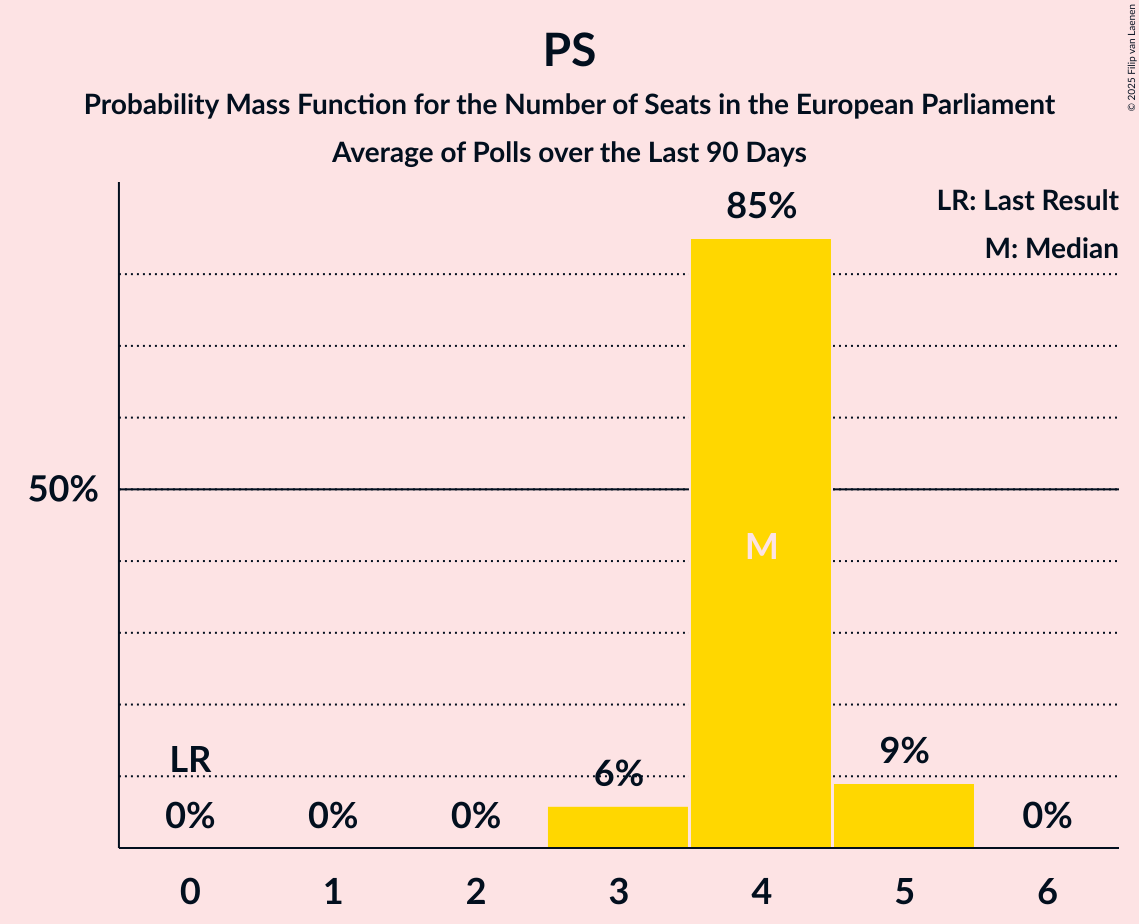 PS
Probability Mass Function for the Number of Seats in the European Parliament
Average of Polls over the Last 90 Days
© 2025 Filip van Laenen
LR: Last Result
M: Median
85%
50%
M
LR
6%
9%
0%
0%
0%
0%
0
1
2
3
4
5
6